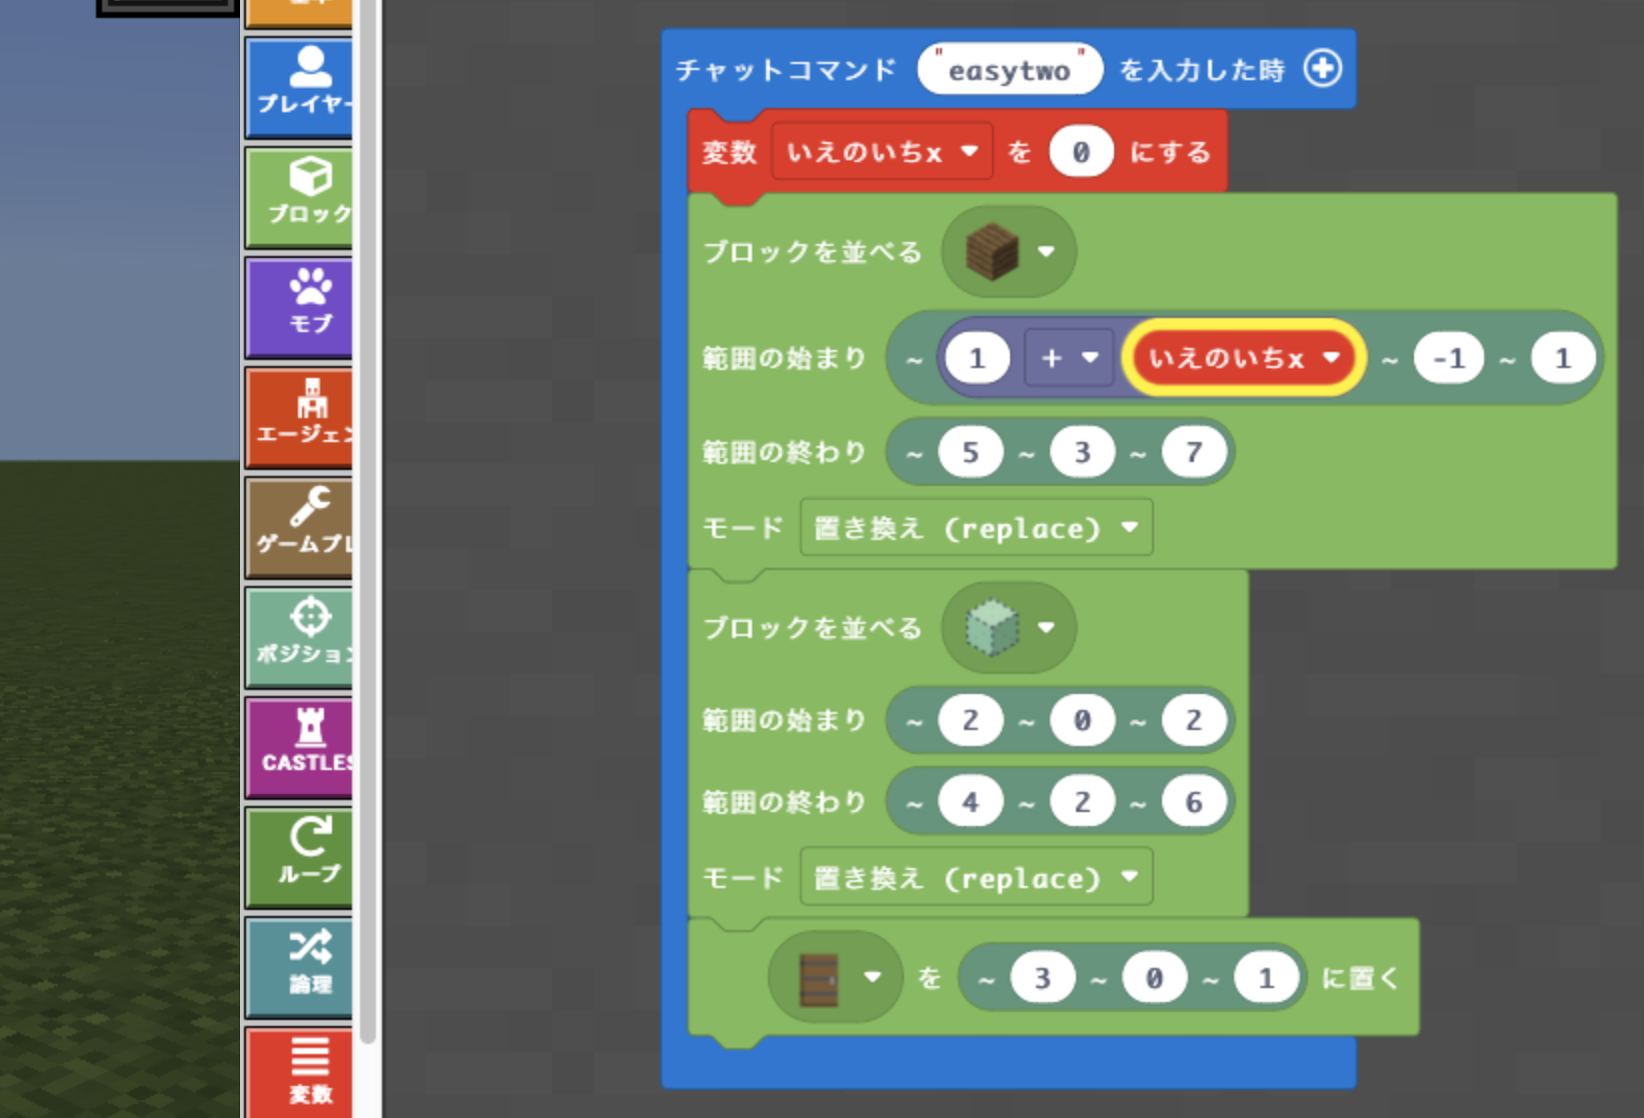 プレイヤー
ブロック
モブ
エージェン
ゲームプレ
ポジション
CASTLES
ループ
論理
変数
チャットコマンド "easytwo" を入力した時
変数 いえのいちx を 0 にする
ブロックを並べる
範囲の始まり ~ 1 + いえのいちx ~ -1 ~ 1
範囲の終わり ~ 5 ~ 3 ~ 7
モード 置き換え (replace)
ブロックを並べる
範囲の始まり ~ 2 ~ 0 ~ 2
範囲の終わり ~ 4 ~ 2 ~ 6
モード 置き換え (replace)
を ~ 3 ~ 0 ~ 1 に置く